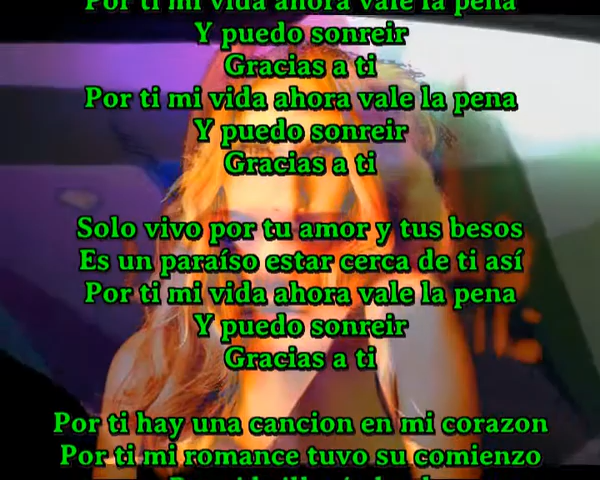 Por ti mi vida ahora vale la pena
Y puedo sonreir
Gracias a ti
Por ti mi vida ahora vale la pena
Y puedo sonreir
Gracias a ti
Solo vivo por tu amor y tus besos
Es un paraíso estar cerca de ti así
Por ti mi vida ahora vale la pena
Y puedo sonreir
Gracias a ti
Por ti hay una cancion en mi corazon
Por ti mi romance tuvo su comienzo